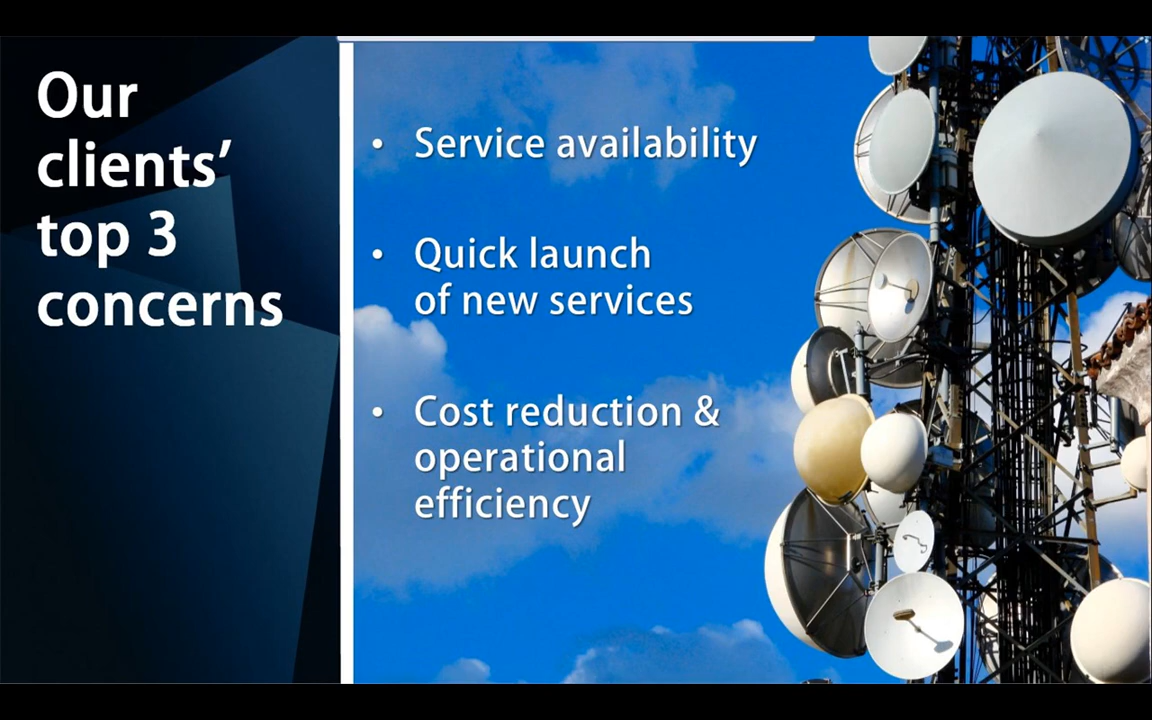 Our
clients’
top 3
concerns
• Service availability
• Quick launch
of new services
• Cost reduction &
operational
efficiency